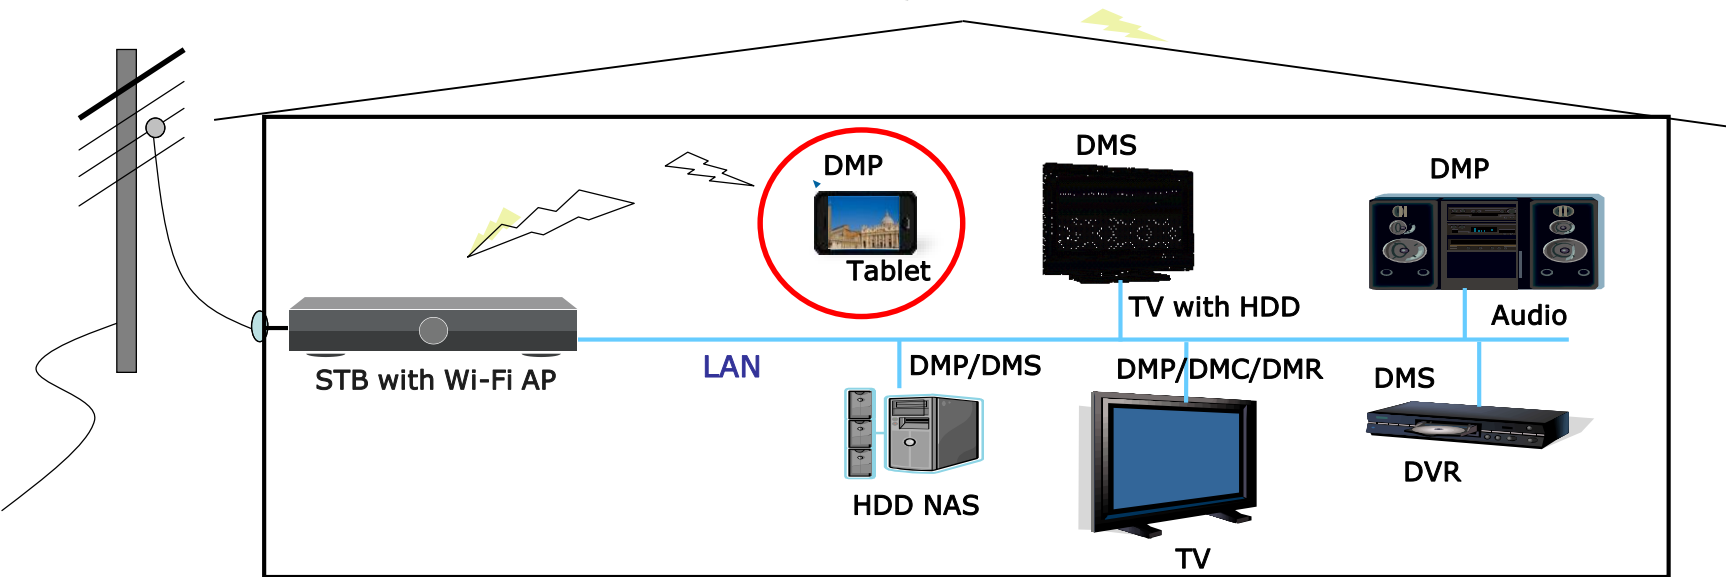 DMS
DMP
DMP
Tablet
TV with HDD
Audio
STB with Wi-Fi AP
LAN
DMP/DMS
DMP/DMC/DMR
DMS
HDD NAS
DVR
TV